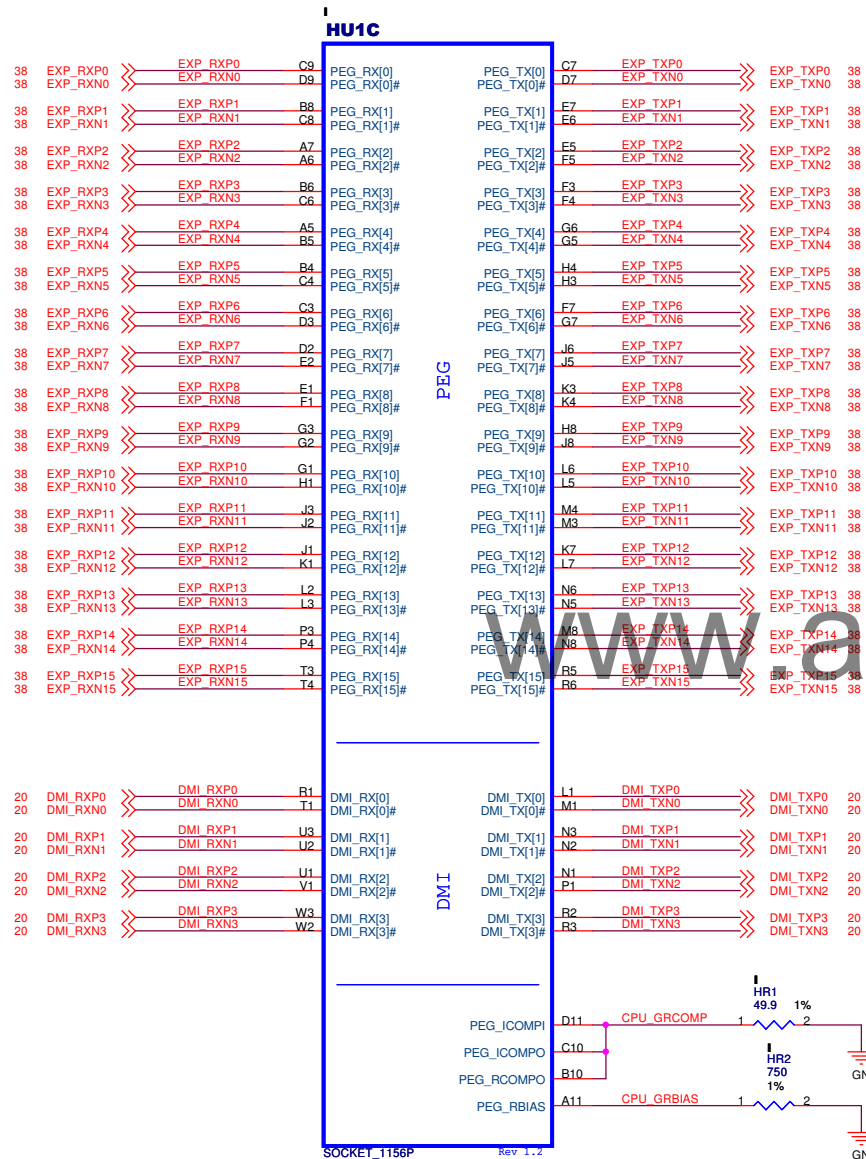 HU1C
38 EXP_RXP0 EXP_RXP0 C9 PEG_RX[0] PEG_TX[0] C7 EXP_TXP0 EXP_TXP0 38
38 EXP_RXN0 EXP_RXN0 D9 PEG_RX[0]# PEG_TX[0]# D7 EXP_TXN0 EXP_TXN0 38
38 EXP_RXP1 EXP_RXP1 B8 PEG_RX[1] PEG_TX[1] E7 EXP_TXP1 EXP_TXP1 38
38 EXP_RXN1 EXP_RXN1 C8 PEG_RX[1]# PEG_TX[1]# E6 EXP_TXN1 EXP_TXN1 38
38 EXP_RXP2 EXP_RXP2 A7 PEG_RX[2] PEG_TX[2] E5 EXP_TXP2 EXP_TXP2 38
38 EXP_RXN2 EXP_RXN2 A6 PEG_RX[2]# PEG_TX[2]# F5 EXP_TXN2 EXP_TXN2 38
38 EXP_RXP3 EXP_RXP3 B6 PEG_RX[3] PEG_TX[3] F3 EXP_TXP3 EXP_TXP3 38
38 EXP_RXN3 EXP_RXN3 C6 PEG_RX[3]# PEG_TX[3]# F4 EXP_TXN3 EXP_TXN3 38
38 EXP_RXP4 EXP_RXP4 A5 PEG_RX[4] PEG_TX[4] G6 EXP_TXP4 EXP_TXP4 38
38 EXP_RXN4 EXP_RXN4 B5 PEG_RX[4]# PEG_TX[4]# G5 EXP_TXN4 EXP_TXN4 38
38 EXP_RXP5 EXP_RXP5 B4 PEG_RX[5] PEG_TX[5] H4 EXP_TXP5 EXP_TXP5 38
38 EXP_RXN5 EXP_RXN5 C4 PEG_RX[5]# PEG_TX[5]# H3 EXP_TXN5 EXP_TXN5 38
38 EXP_RXP6 EXP_RXP6 C3 PEG_RX[6] PEG_TX[6] F7 EXP_TXP6 EXP_TXP6 38
38 EXP_RXN6 EXP_RXN6 D3 PEG_RX[6]# PEG_TX[6]# G7 EXP_TXN6 EXP_TXN6 38
38 EXP_RXP7 EXP_RXP7 D2 PEG_RX[7] PEG_TX[7] J6 EXP_TXP7 EXP_TXP7 38
38 EXP_RXN7 EXP_RXN7 E2 PEG_RX[7]# PEG_TX[7]# J5 EXP_TXN7 EXP_TXN7 38
PEG
38 EXP_RXP8 EXP_RXP8 E1 PEG_RX[8] PEG_TX[8] K3 EXP_TXP8 EXP_TXP8 38
38 EXP_RXN8 EXP_RXN8 F1 PEG_RX[8]# PEG_TX[8]# K4 EXP_TXN8 EXP_TXN8 38
38 EXP_RXP9 EXP_RXP9 G3 PEG_RX[9] PEG_TX[9] H8 EXP_TXP9 EXP_TXP9 38
38 EXP_RXN9 EXP_RXN9 G2 PEG_RX[9]# PEG_TX[9]# J8 EXP_TXN9 EXP_TXN9 38
38 EXP_RXP10 EXP_RXP10 G1 PEG_RX[10] PEG_TX[10] L6 EXP_TXP10 EXP_TXP10 38
38 EXP_RXN10 EXP_RXN10 H1 PEG_RX[10]# PEG_TX[10]# L5 EXP_TXN10 EXP_TXN10 38
38 EXP_RXP11 EXP_RXP11 J3 PEG_RX[11] PEG_TX[11] M4 EXP_TXP11 EXP_TXP11 38
38 EXP_RXN11 EXP_RXN11 J2 PEG_RX[11]# PEG_TX[11]# M3 EXP_TXN11 EXP_TXN11 38
38 EXP_RXP12 EXP_RXP12 J1 PEG_RX[12] PEG_TX[12] K7 EXP_TXP12 EXP_TXP12 38
38 EXP_RXN12 EXP_RXN12 K1 PEG_RX[12]# PEG_TX[12]# L7 EXP_TXN12 EXP_TXN12 38
38 EXP_RXP13 EXP_RXP13 L2 PEG_RX[13] PEG_TX[13] N6 EXP_TXP13 EXP_TXP13 38
38 EXP_RXN13 EXP_RXN13 L3 PEG_RX[13]# PEG_TX[13]# N5 EXP_TXN13 EXP_TXN13 38
38 EXP_RXP14 EXP_RXP14 P3 PEG_RX[14] PEG_TX[14] M8 EXP_TXP14 EXP_TXP14 38
38 EXP_RXN14 EXP_RXN14 P4 PEG_RX[14]# PEG_TX[14]# N8 EXP_TXN14 EXP_TXN14 38
www.a
38 EXP_RXP15 EXP_RXP15 T3 PEG_RX[15] PEG_TX[15] R5 EXP_TXP15 EXP_TXP15 38
38 EXP_RXN15 EXP_RXN15 T4 PEG_RX[15]# PEG_TX[15]# R6 EXP_TXN15 EXP_TXN15 38
20 DMI_RXP0 DMI_RXP0 R1 DMI_RX[0] DMI_TX[0] L1 DMI_TXP0 DMI_TXP0 20
20 DMI_RXN0 DMI_RXN0 T1 DMI_RX[0]# DMI_TX[0]# M1 DMI_TXN0 DMI_TXN0 20
20 DMI_RXP1 DMI_RXP1 U3 DMI_RX[1] DMI_TX[1] N3 DMI_TXP1 DMI_TXP1 20
20 DMI_RXN1 DMI_RXN1 U2 DMI_RX[1]# DMI_TX[1]# N2 DMI_TXN1 DMI_TXN1 20
20 DMI_RXP2 DMI_RXP2 U1 DMI_RX[2] DMI_TX[2] N1 DMI_TXP2 DMI_TXP2 20
20 DMI_RXN2 DMI_RXN2 V1 DMI_RX[2]# DMI_TX[2]# P1 DMI_TXN2 DMI_TXN2 20
DMI
20 DMI_RXP3 DMI_RXP3 W3 DMI_RX[3] DMI_TX[3] R2 DMI_TXP3 DMI_TXP3 20
20 DMI_RXN3 DMI_RXN3 W2 DMI_RX[3]# DMI_TX[3]# R3 DMI_TXN3 DMI_TXN3 20
HR1
49.9 1%
PEG_ICOMPI D11 CPU_GRCOMP 1 2
PEG_ICOMPO C10
HR2
750
1%
GN
PEG_RCOMPO B10
PEG_RBIAS A11 CPU_GRBIAS 1 2
GN
SOCKET_1156P Rev 1.2